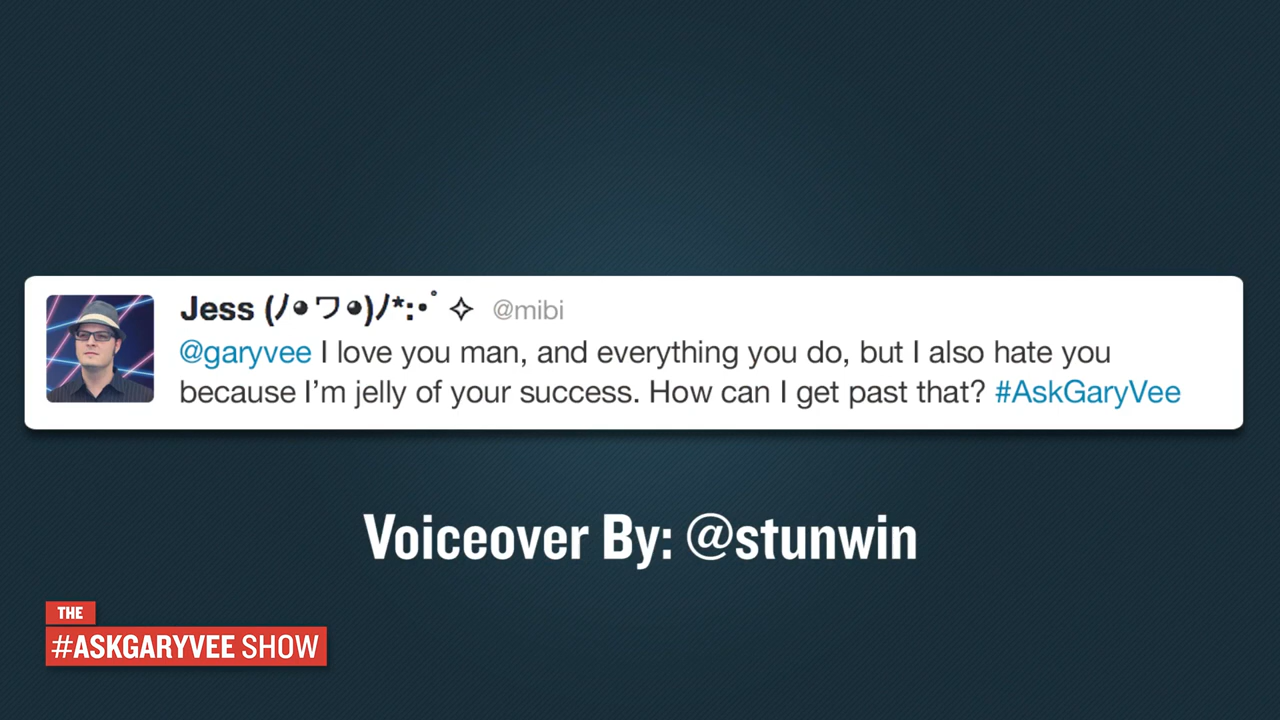 Jess (ﾉ◕ヮ◕)ﾉ*:･ﾟ✧ @mibi
@garyvee I love you man, and everything you do, but I also hate you
because I’m jelly of your success. How can I get past that? #AskGaryVee
Voiceover By: @stunwin
THE
#ASKGARYVEE SHOW